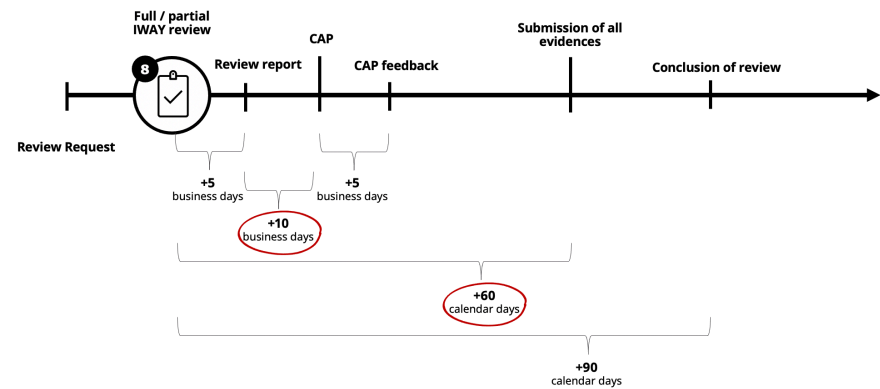 Full / partial
IWAY review
8
Review report
CAP
CAP feedback
Submission of all
evidences
Conclusion of review
Review Request
+5
business days
+10
business days
+5
business days
+60
calendar days
+90
calendar days